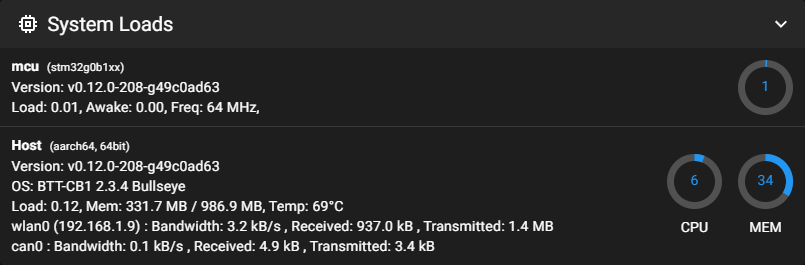 System Loads
mcu (stm32g0b1xx)
Version: v0.12.0-208-g49c0ad63
Load: 0.01, Awake: 0.00, Freq: 64 MHz,
1
Host (aarch64, 64bit)
Version: v0.12.0-208-g49c0ad63
OS: BTT-CB1 2.3.4 Bullseye
Load: 0.12, Mem: 331.7 MB / 986.9 MB, Temp: 69°C
wlan0 (192.168.1.9) : Bandwidth: 3.2 kB/s , Received: 937.0 kB , Transmitted: 1.4 MB
can0 : Bandwidth: 0.1 kB/s , Received: 4.9 kB , Transmitted: 3.4 kB
6 34
CPU MEM